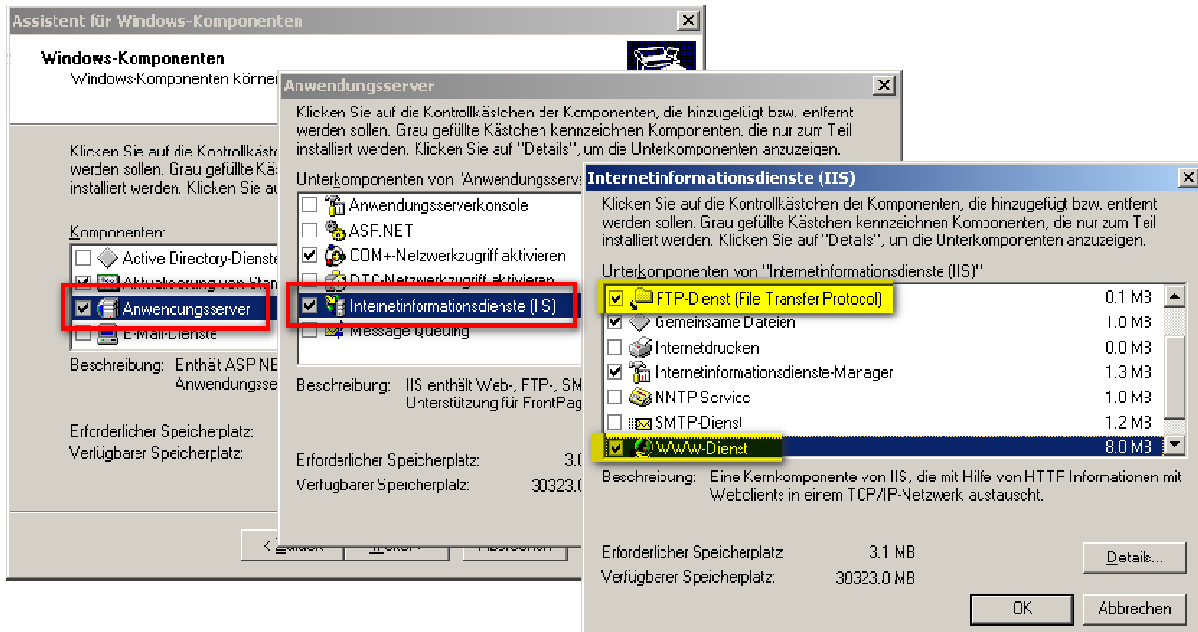 Assistent für Windows-Komponenten
Windows-Komponenten
Windows-Komponenten könne
Klicken Sie auf die Kontrollkästch
werden sollen. Grau gefüllte Kä
installiert werden. Klicken Sie au
Komponenten:
Active Directory-Dienste
Aktualisierung von
Anwendungsserver
E-Mail-Dienste
Beschreibung: Enthält ASP.NE
Anwendungsse
Erforderlicher Speicherplatz:
Verfügbarer Speicherplatz:
< Zurück
Weiter >
Abbrechen
Anwendungsserver
Klicken Sie auf die Kontrollkästchen der Komponenten, die hinzugefügt bzw. entfernt
werden sollen. Grau gefüllte Kästchen kennzeichnen Komponenten, die nur zum Teil
installiert werden. Klicken Sie auf "Details", um die Unterkomponenten anzuzeigen.
Unterkomponenten von "Anwendungsserv
Anwendungsserverkonsole
ASP.NET
COM+-Netzwerkzugriff aktivieren
DTC-Netzwerkzugriff aktivieren
Internetinformationsdienste (IIS)
Message Queuing
Beschreibung: IIS enthält Web-, FTP-, SM
Unterstützung für FrontPag
Erforderlicher Speicherplatz: 3.
Verfügbarer Speicherplatz: 30323.
Internetinformationsdienste (IIS)
Klicken Sie auf die Kontrollkästchen der Komponenten, die hinzugefügt bzw. entfernt
werden sollen. Grau gefüllte Kästchen kennzeichnen Komponenten, die nur zum Teil
installiert werden. Klicken Sie auf "Details", um die Unterkomponenten anzuzeigen.
Unterkomponenten von "Internetinformationsdienste (IIS)"
FTP-Dienst (File Transfer Protocol) 0.1 MB
Gemeinsame Dateien 1.0 MB
Internetdrucken 0.0 MB
Internetinformationsdienste-Manager 1.3 MB
NNTP Service 1.0 MB
SMTP-Dienst 1.2 MB
WWW-Dienst 8.0 MB
Beschreibung: Eine Kernkomponente von IIS, die mit Hilfe von HTTP Informationen mit
Webclients in einem TCP/IP-Netzwerk austauscht.
Erforderlicher Speicherplatz: 3.1 MB
Verfügbarer Speicherplatz: 30323.0 MB
Details...
OK
Abbrechen